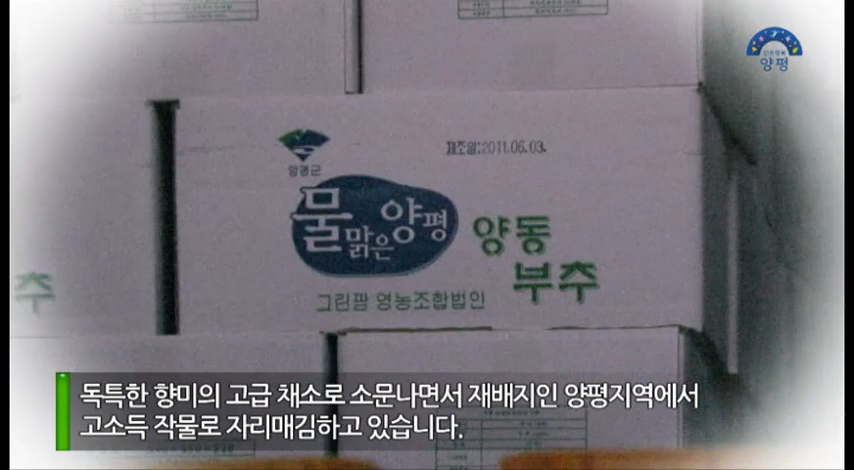 양평
양평군
제조일:2011.06.03.
물맑은양평
양동
부추
그린팜 영농조합법인
추
독특한 향미의 고급 채소로 소문나면서 재배지인 양평지역에서
고소득 작물로 자리매김하고 있습니다.